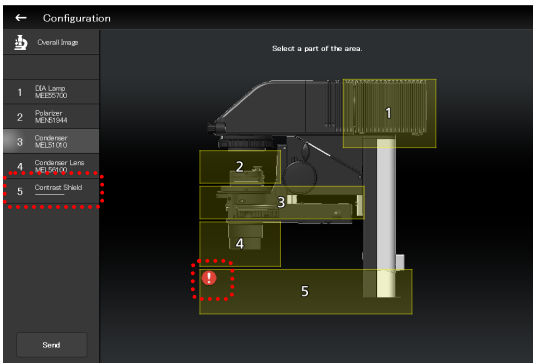 Configuration
Overall Image
Select a part of the area.
1 DIA Lamp
MEE55700
2 Polarizer
MEN51944
3 Condenser
MEL51010
4 Condenser Lens
MEL56100
5 Contrast Shield
1
2
3
4
!
5
Send